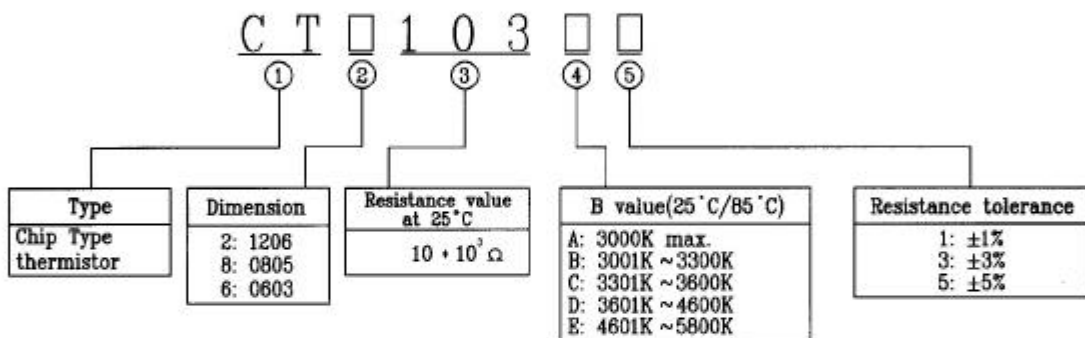 C T □ 1 0 3 □ □
① ② ③ ④ ⑤
Type
Chip Type
thermistor
Dimension
2: 1206
8: 0805
6: 0603
Resistance value
at 25°C
10 * 10³ Ω
B value(25°C/85°C)
A: 3000K max.
B: 3001K ~ 3300K
C: 3301K ~ 3600K
D: 3601K ~ 4600K
E: 4601K ~ 5800K
Resistance tolerance
1: ±1%
3: ±3%
5: ±5%